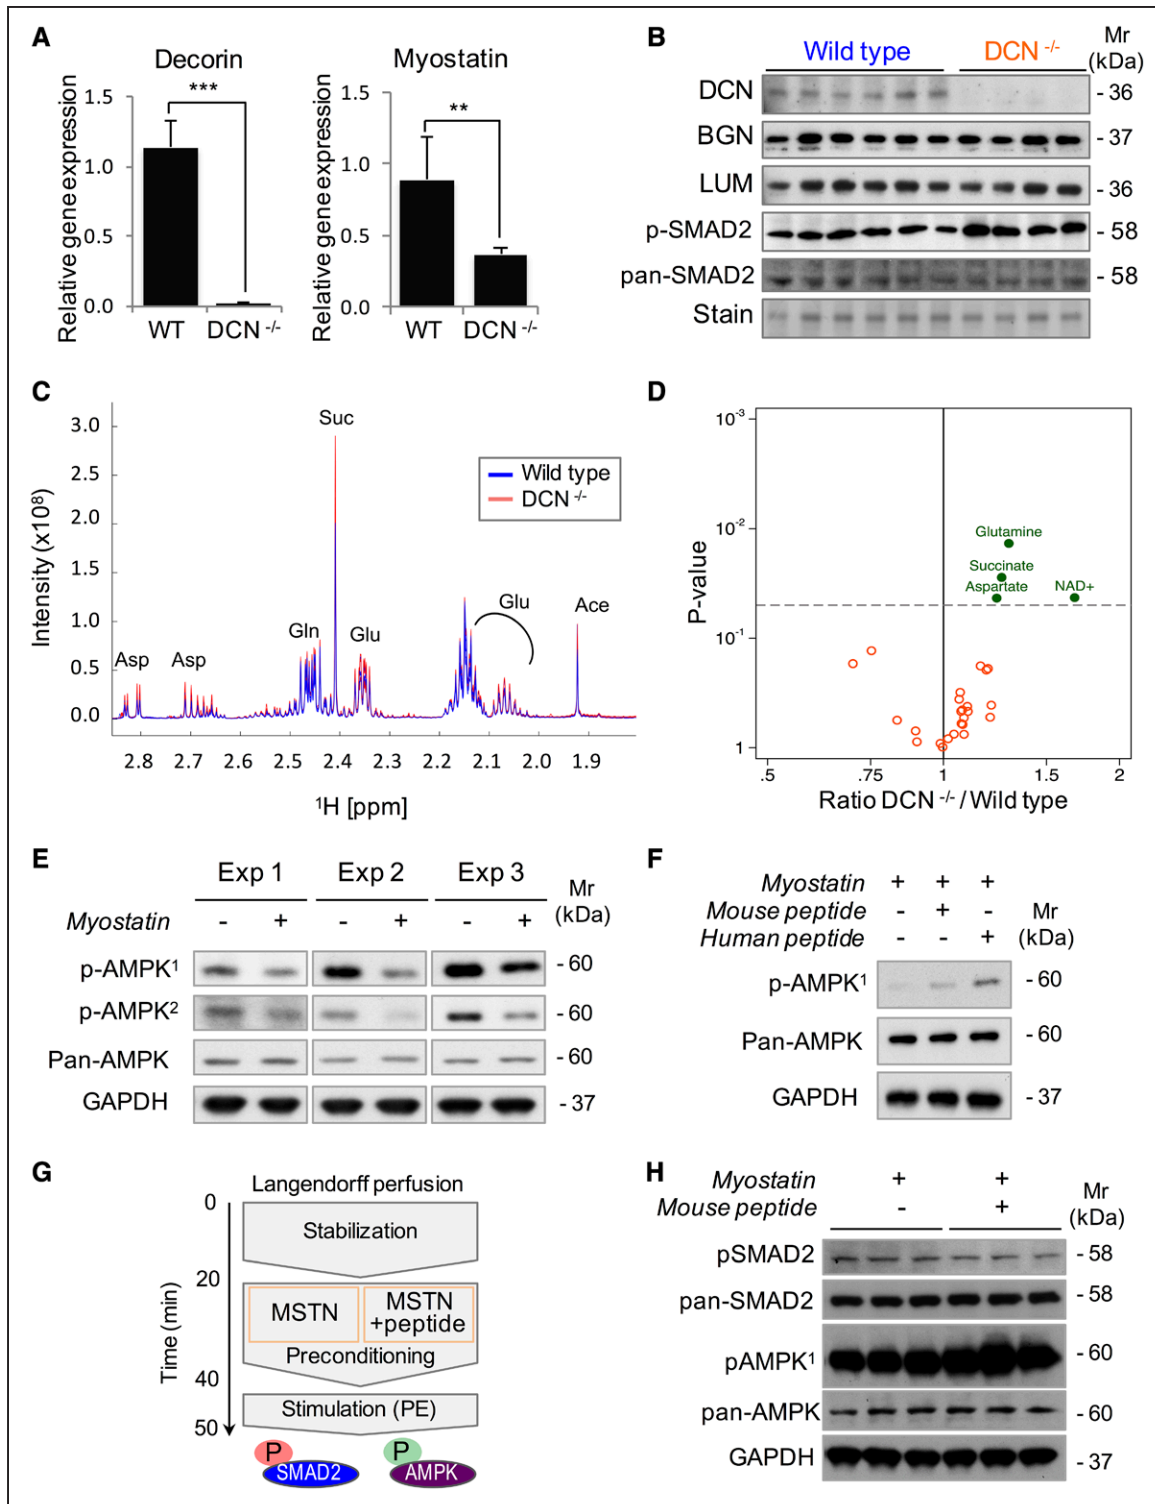 A
Decorin
Myostatin
Relative gene expression
1.5
1.0
0.5
0.0
***
WT
DCN -/-
Relative gene expression
1.5
1.0
0.5
0.0
**
WT
DCN -/-
B
Wild type
DCN -/-
Mr
(kDa)
DCN
- 36
BGN
- 37
LUM
- 36
p-SMAD2
- 58
pan-SMAD2
- 58
Stain
C
Intensity (x10⁸)
3.0
2.5
2.0
1.5
1.0
0.5
0.0
Suc
Wild type
DCN -/-
Asp
Asp
Gln
Glu
Glu
Ace
2.8 2.7 2.6 2.5 2.4 2.3 2.2 2.1 2.0 1.9
¹H [ppm]
D
P-value
10⁻³
10⁻²
10⁻¹
1
Glutamine
Succinate
Aspartate
NAD+
.5 .75 1 1.5 2
Ratio DCN -/- / Wild type
E
Exp 1 Exp 2 Exp 3
Mr
(kDa)
Myostatin - + - + - +
p-AMPK¹
- 60
p-AMPK²
- 60
Pan-AMPK
- 60
GAPDH
- 37
F
Myostatin + + +
Mouse peptide - + -
Human peptide - - +
Mr
(kDa)
p-AMPK¹
- 60
Pan-AMPK
- 60
GAPDH
- 37
G
Langendorff perfusion
Time (min)
0
20
40
50
Stabilization
MSTN
MSTN
+peptide
Preconditioning
Stimulation (PE)
P
SMAD2
P
AMPK
H
Myostatin + +
Mouse peptide - +
Mr
(kDa)
pSMAD2
- 58
pan-SMAD2
- 58
pAMPK¹
- 60
pan-AMPK
- 60
GAPDH
- 37